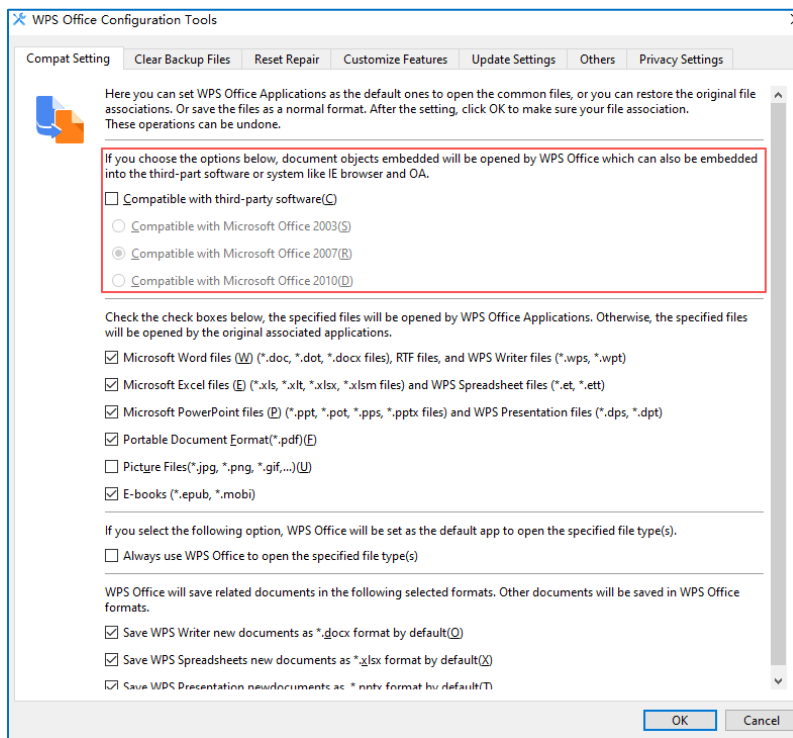 WPS Office Configuration Tools
Compat Setting
Clear Backup Files
Reset Repair
Customize Features
Update Settings
Others
Privacy Settings
Here you can set WPS Office Applications as the default ones to open the common files, or you can restore the original file
associations. Or save the files as a normal format. After the setting, click OK to make sure your file association.
These operations can be undone.
If you choose the options below, document objects embedded will be opened by WPS Office which can also be embedded
into the third-part software or system like IE browser and OA.
Compatible with third-party software(C)
Compatible with Microsoft Office 2003(S)
Compatible with Microsoft Office 2007(R)
Compatible with Microsoft Office 2010(D)
Check the check boxes below, the specified files will be opened by WPS Office Applications. Otherwise, the specified files
will be opened by the original associated applications.
Microsoft Word files (W) (*.doc, *.dot, *.docx files), RTF files, and WPS Writer files (*.wps, *.wpt)
Microsoft Excel files (E) (*.xls, *.xlt, *.xlsx, *.xlsm files) and WPS Spreadsheet files (*.et, *.ett)
Microsoft PowerPoint files (P) (*.ppt, *.pot, *.pps, *.pptx files) and WPS Presentation files (*.dps, *.dpt)
Portable Document Format(*.pdf)(F)
Picture Files(*.jpg, *.png, *.gif,...)(U)
E-books (*.epub, *.mobi)
If you select the following option, WPS Office will be set as the default app to open the specified file type(s).
Always use WPS Office to open the specified file type(s)
WPS Office will save related documents in the following selected formats. Other documents will be saved in WPS Office
formats.
Save WPS Writer new documents as *.docx format by default(O)
Save WPS Spreadsheets new documents as *.xlsx format by default(X)
Save WPS Presentation newdocuments as *.pptx format by default(T)
OK
Cancel